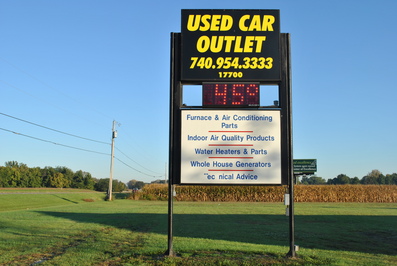 USED CAR
OUTLET
740.954.3333
17700
45°
Furnace & Air Conditioning
Parts
Indoor Air Quality Products
Water Heaters & Parts
Whole House Generators
Tec nical Advice